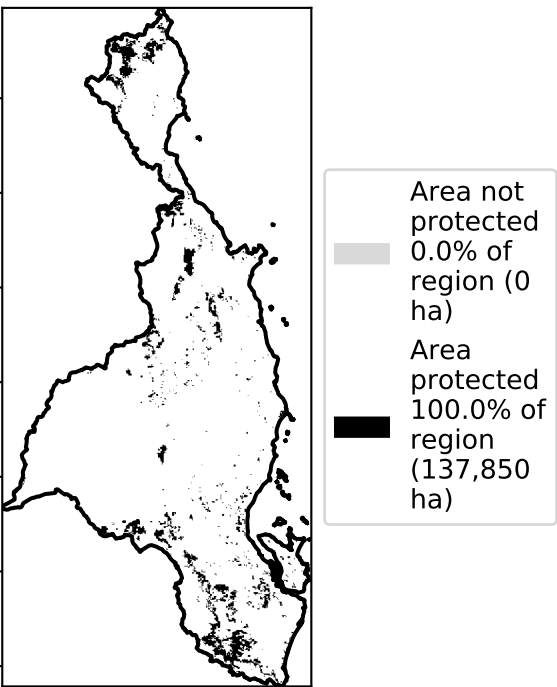 Area not
protected
0.0% of
region (0
ha)
Area
protected
100.0% of
region
(137,850
ha)